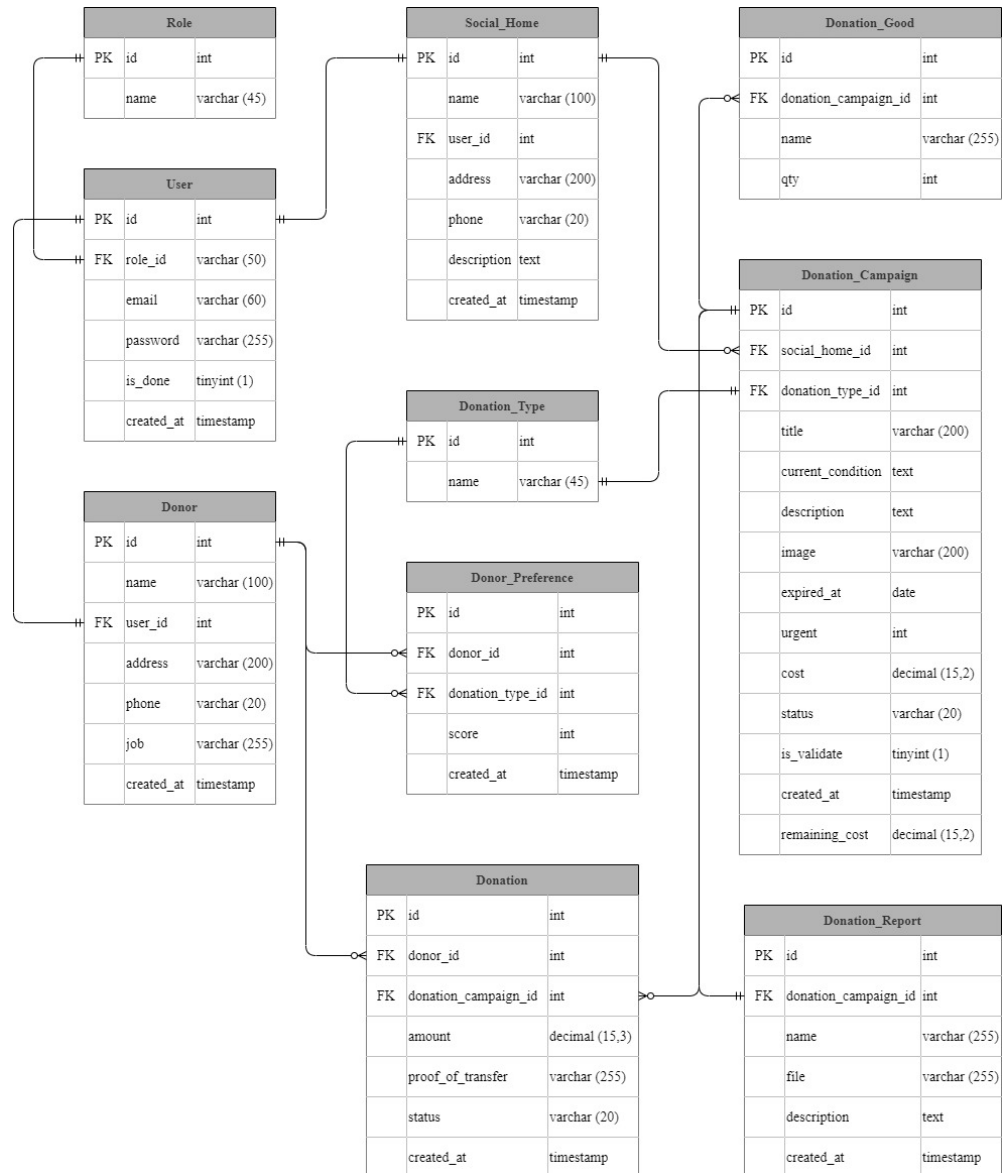 Role
PK id int
name varchar (45)
User
PK id int
FK role_id varchar (50)
email varchar (60)
password varchar (255)
is_done tinyint (1)
created_at timestamp
Donor
PK id int
name varchar (100)
FK user_id int
address varchar (200)
phone varchar (20)
job varchar (255)
created_at timestamp
Social_Home
PK id int
name varchar (100)
FK user_id int
address varchar (200)
phone varchar (20)
description text
created_at timestamp
Donation_Type
PK id int
name varchar (45)
Donor_Preference
PK id int
FK donor_id int
FK donation_type_id int
score int
created_at timestamp
Donation
PK id int
FK donor_id int
FK donation_campaign_id int
amount decimal (15,3)
proof_of_transfer varchar (255)
status varchar (20)
created_at timestamp
Donation_Good
PK id int
FK donation_campaign_id int
name varchar (255)
qty int
Donation_Campaign
PK id int
FK social_home_id int
FK donation_type_id int
title varchar (200)
current_condition text
description text
image varchar (200)
expired_at date
urgent int
cost decimal (15,2)
status varchar (20)
is_validate tinyint (1)
created_at timestamp
remaining_cost decimal (15,2)
Donation_Report
PK id int
FK donation_campaign_id int
name varchar (255)
file varchar (255)
description text
created_at timestamp